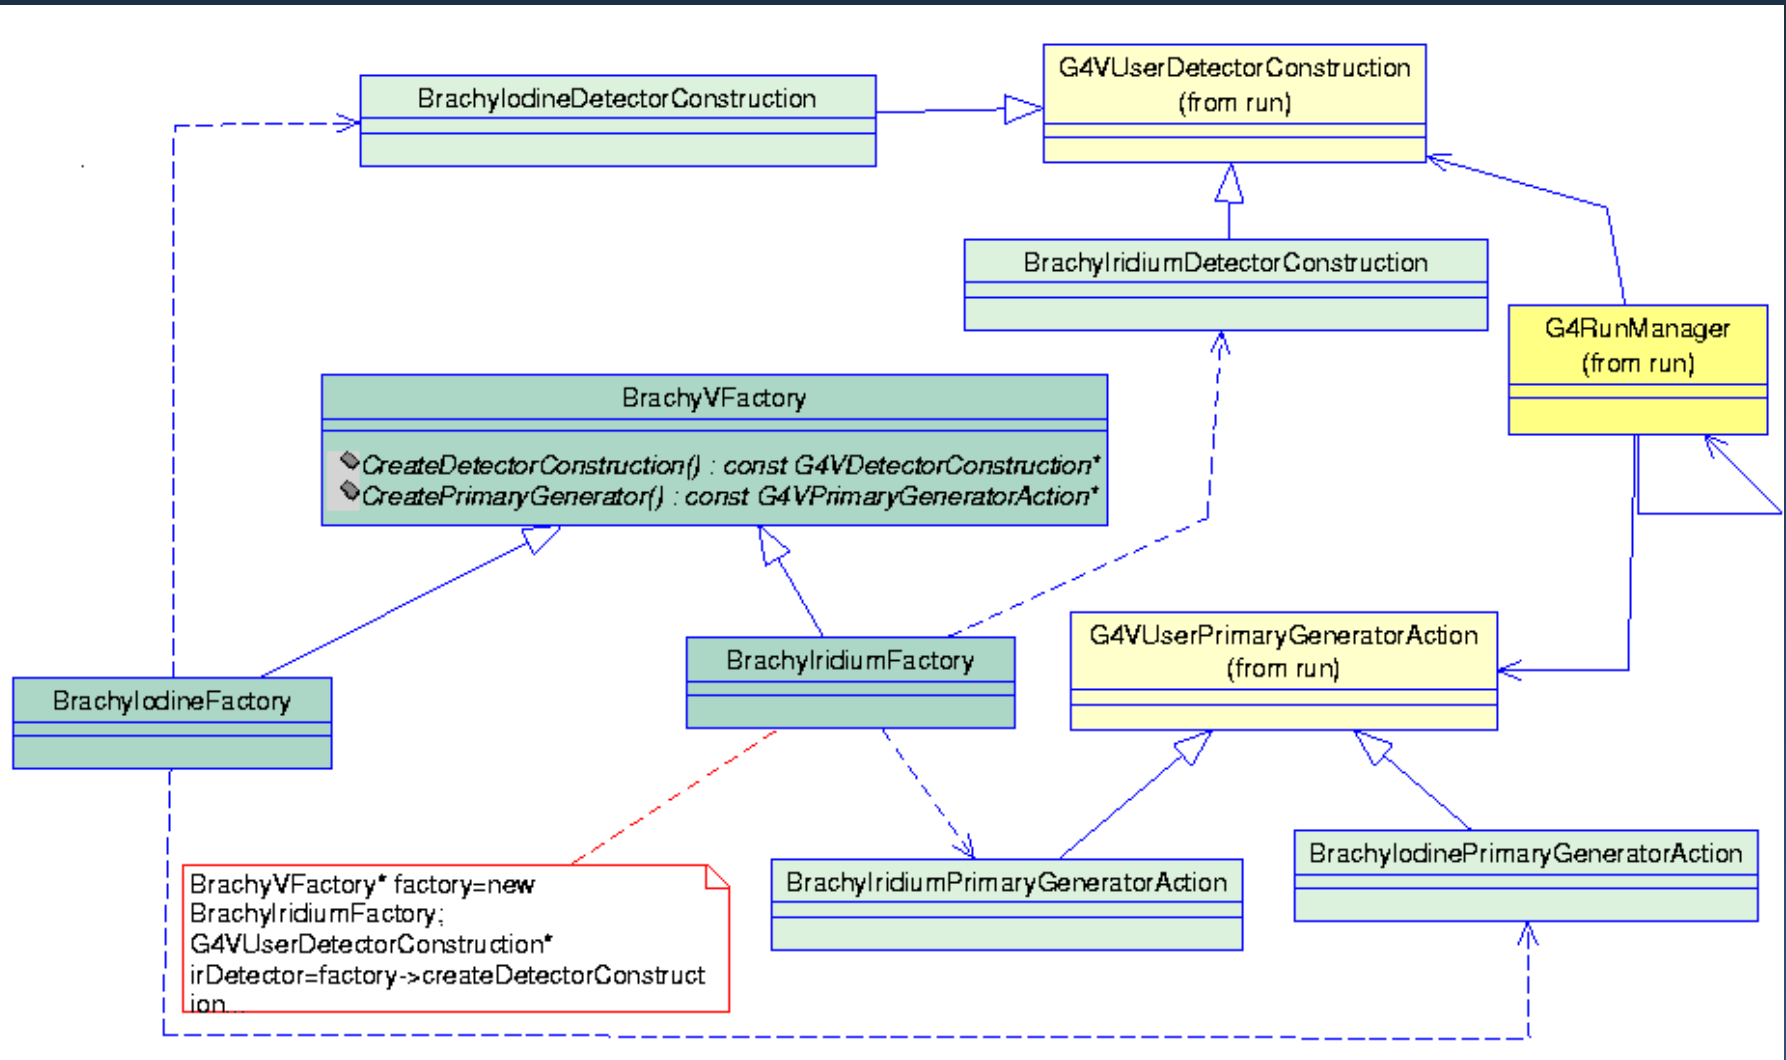 G4VUserDetectorConstruction
(from run)
BrachyIodineDetectorConstruction
BrachyIridiumDetectorConstruction
G4RunManager
(from run)
BrachyVFactory
CreateDetectorConstruction() : const G4VDetectorConstruction*
CreatePrimaryGenerator() : const G4VPrimaryGeneratorAction*
G4VUserPrimaryGeneratorAction
(from run)
BrachyIridiumFactory
BrachyIodineFactory
BrachyIodinePrimaryGeneratorAction
BrachyIridiumPrimaryGeneratorAction
BrachyVFactory* factory=new
BrachyIridiumFactory;
G4VUserDetectorConstruction*
irDetector=factory->createDetectorConstruct
ion...